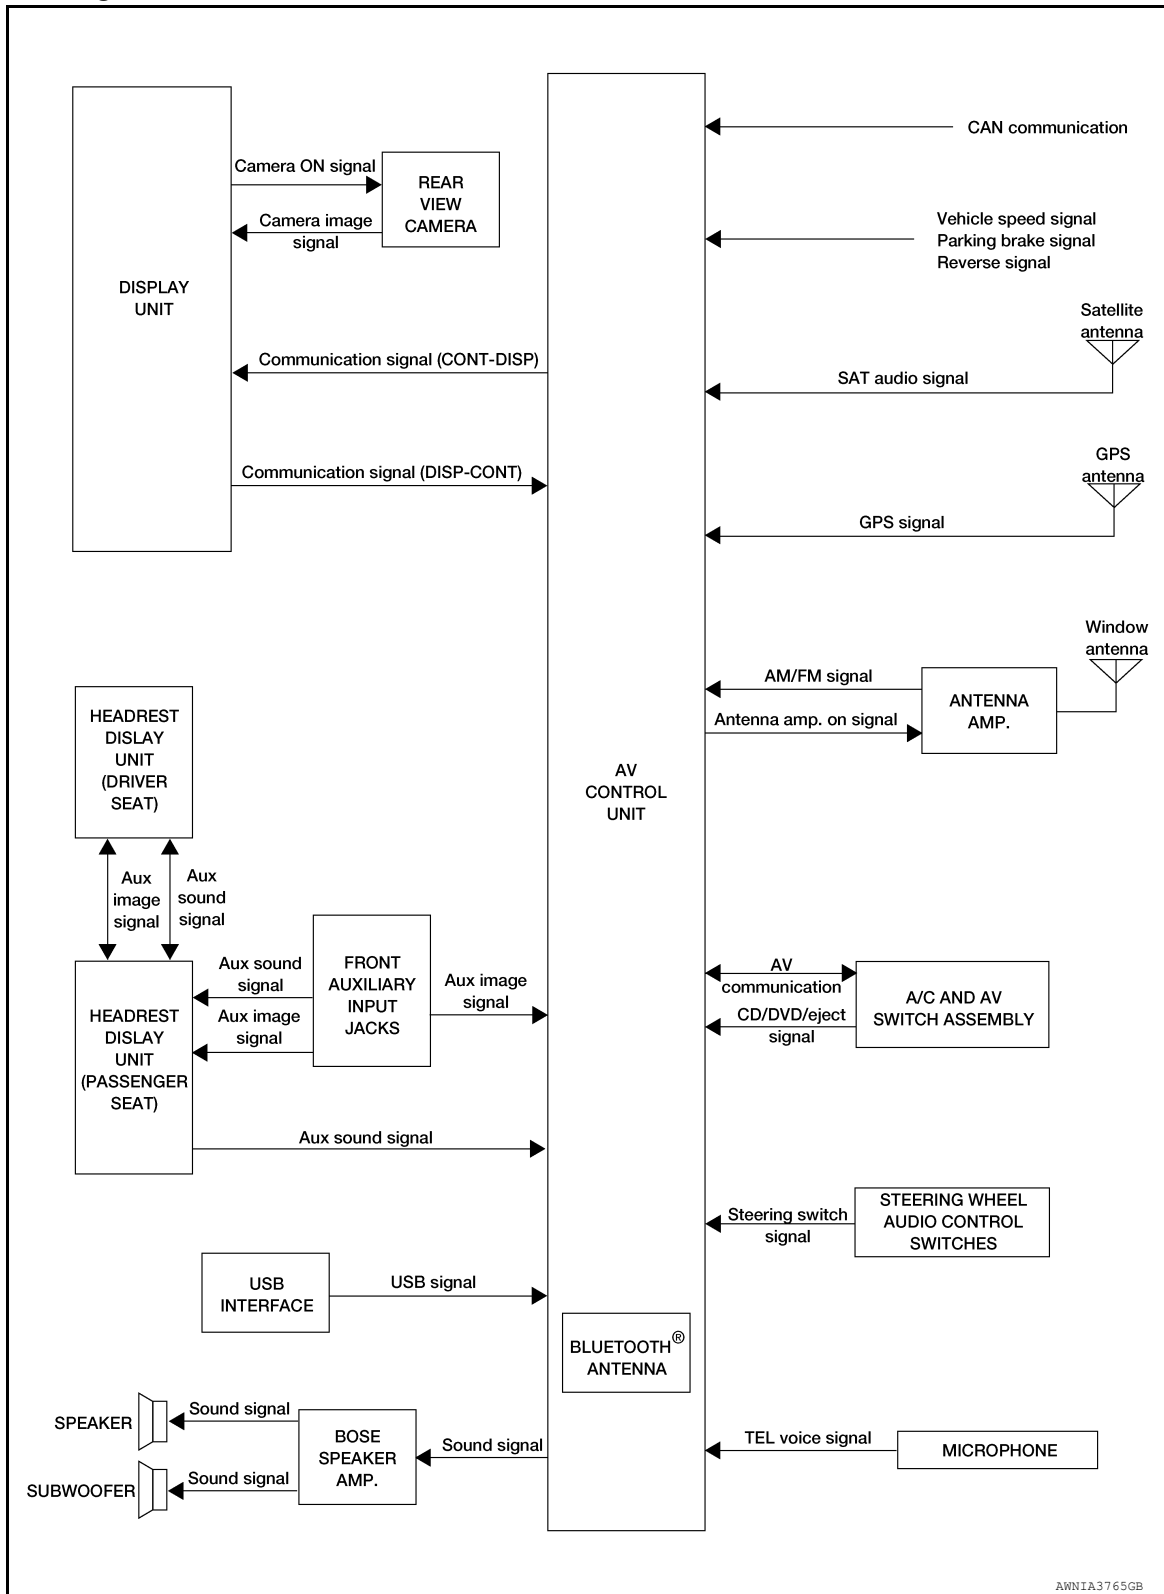 CAN communication
Camera ON signal
REAR
VIEW
CAMERA
Camera image
signal
Vehicle speed signal
Parking brake signal
Reverse signal
DISPLAY
UNIT
Satellite
antenna
Communication signal (CONT-DISP)
SAT audio signal
GPS
antenna
Communication signal (DISP-CONT)
GPS signal
Window
antenna
AM/FM signal
Antenna amp. on signal
ANTENNA
AMP.
HEADREST
DISLAY
UNIT
(DRIVER
SEAT)
AV
CONTROL
UNIT
Aux
image
signal
Aux
sound
signal
Aux sound
signal
Aux image
signal
FRONT
AUXILIARY
INPUT
JACKS
Aux image
signal
AV
communication
CD/DVD/eject
signal
A/C AND AV
SWITCH ASSEMBLY
HEADREST
DISLAY
UNIT
(PASSENGER
SEAT)
Aux sound signal
Steering switch
signal
STEERING WHEEL
AUDIO CONTROL
SWITCHES
USB
INTERFACE
USB signal
BLUETOOTH®
ANTENNA
SPEAKER
Sound signal
BOSE
SPEAKER
AMP.
Sound signal
TEL voice signal
MICROPHONE
SUBWOOFER
Sound signal
AWNIA3765GB